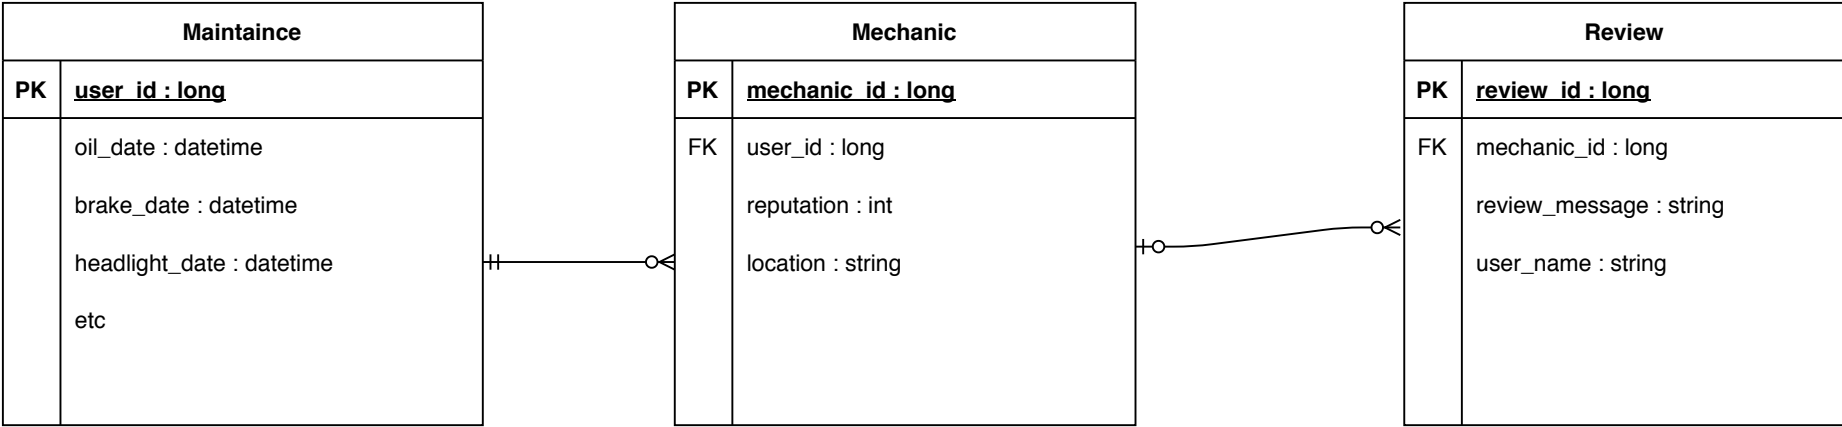 Maintaince
PK user_id : long
oil_date : datetime
brake_date : datetime
headlight_date : datetime
etc
Mechanic
PK mechanic_id : long
FK user_id : long
reputation : int
location : string
Review
PK review_id : long
FK mechanic_id : long
review_message : string
user_name : string